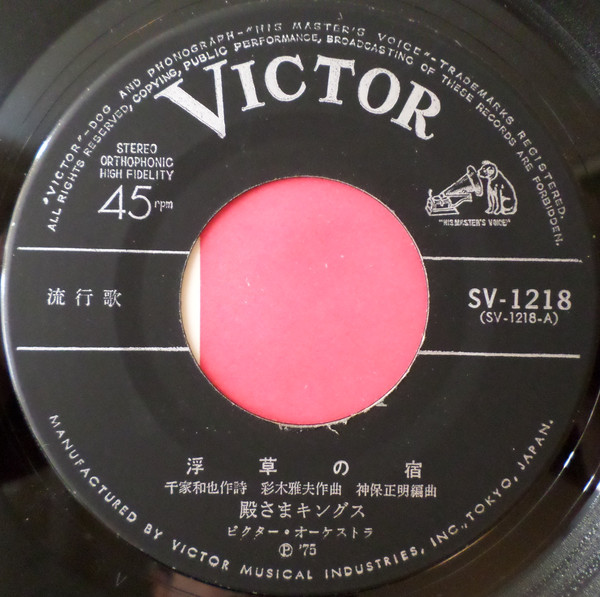 "VICTOR"-DOG AND PHONOGRAPH-"HIS MASTER'S VOICE"-TRADEMARKS REGISTERED.
ALL RIGHTS RESERVED, COPYING, PUBLIC PERFORMANCE, BROADCASTING OF THESE RECORDS ARE FORBIDDEN.
VICTOR
STEREO
ORTHOPHONIC
HIGH FIDELITY
45 rpm
"HIS MASTER'S VOICE"
流行歌
SV-1218
(SV-1218-A)
浮草の宿
千家和也作詩 彩木雅夫作曲 神保正明編曲
殿さまキングス
ビクター・オーケストラ
Ⓟ '75
MANUFACTURED BY VICTOR MUSICAL INDUSTRIES, INC., TOKYO, JAPAN.